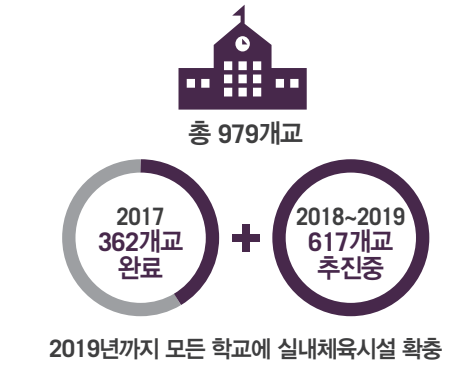 총 979개교
2017
362개교
완료
2018~2019
617개교
추진중
2019년까지 모든 학교에 실내체육시설 확충